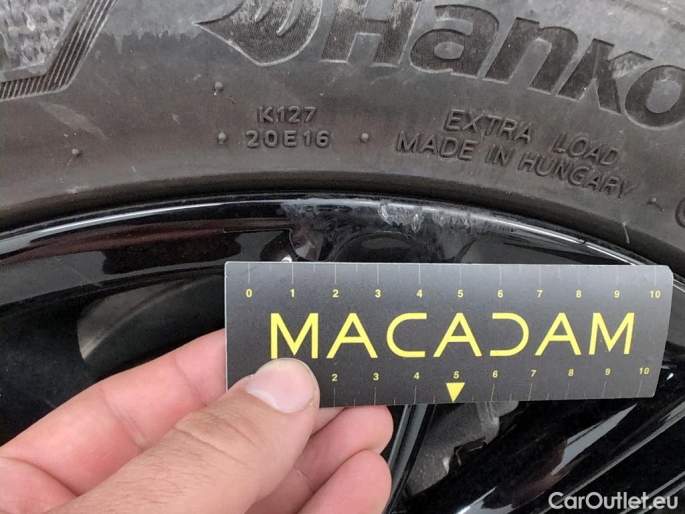 Hanko
K127
20E16
EXTRA LOAD
MADE IN HUNGARY
0 1 2 3 4 5 6 7 8 9 10
MACADAM
2 3 4 5 6 7 8 9 10
CarOutlet.eu